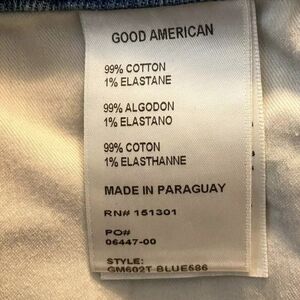 GOOD AMERICAN
99% COTTON
1% ELASTANE
99% ALGODON
1% ELASTANO
99% COTON
1% ELASTHANNE
MADE IN PARAGUAY
RN# 151301
PO#
06447-00
STYLE:
GM602T BLUE686